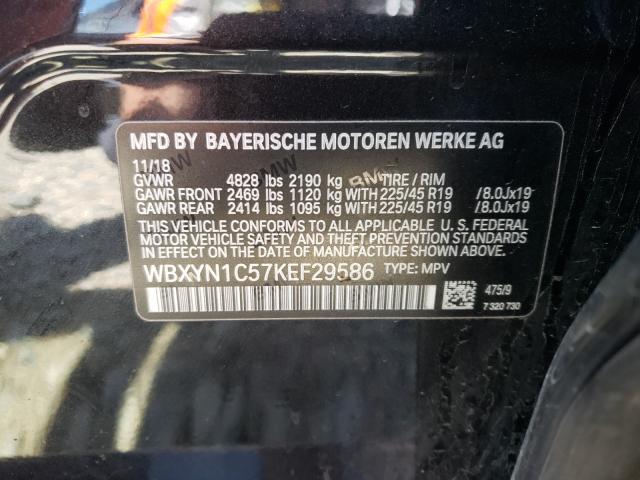 MFD BY BAYERISCHE MOTOREN WERKE AG
11/18
GVWR 4828 lbs 2190 kg TIRE / RIM
GAWR FRONT 2469 lbs 1120 kg WITH 225/45 R19 /8.0Jx19
GAWR REAR 2414 lbs 1095 kg WITH 225/45 R19 /8.0Jx19
THIS VEHICLE CONFORMS TO ALL APPLICABLE U. S. FEDERAL
MOTOR VEHICLE SAFETY, BUMPER, AND THEFT PREVENTION
STANDARDS IN EFFECT ON THE DATE OF MANUFACTURE
SHOWN ABOVE.
WBXYN1C57KEF29586 TYPE: MPV
475/9
7 320 730